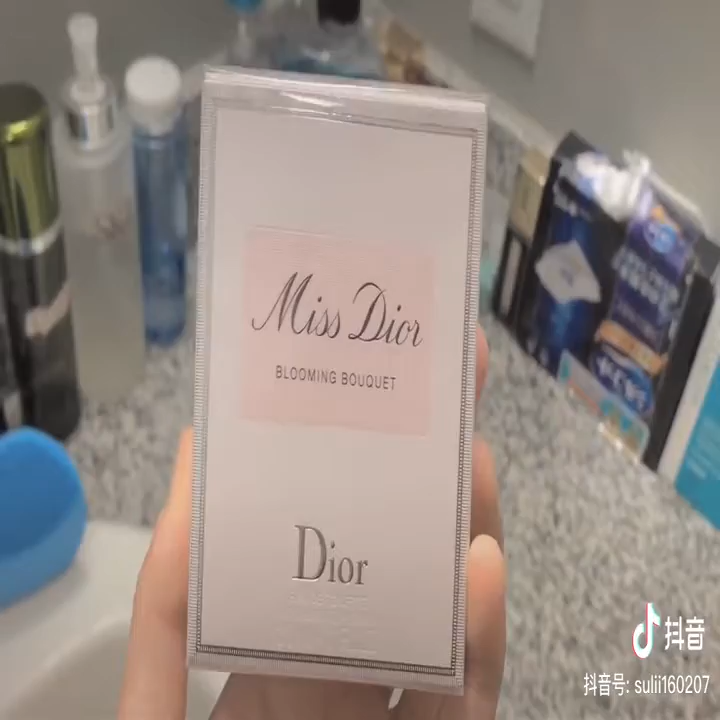 Miss Dior
BLOOMING BOUQUET
Dior
抖音
抖音号: sulii160207